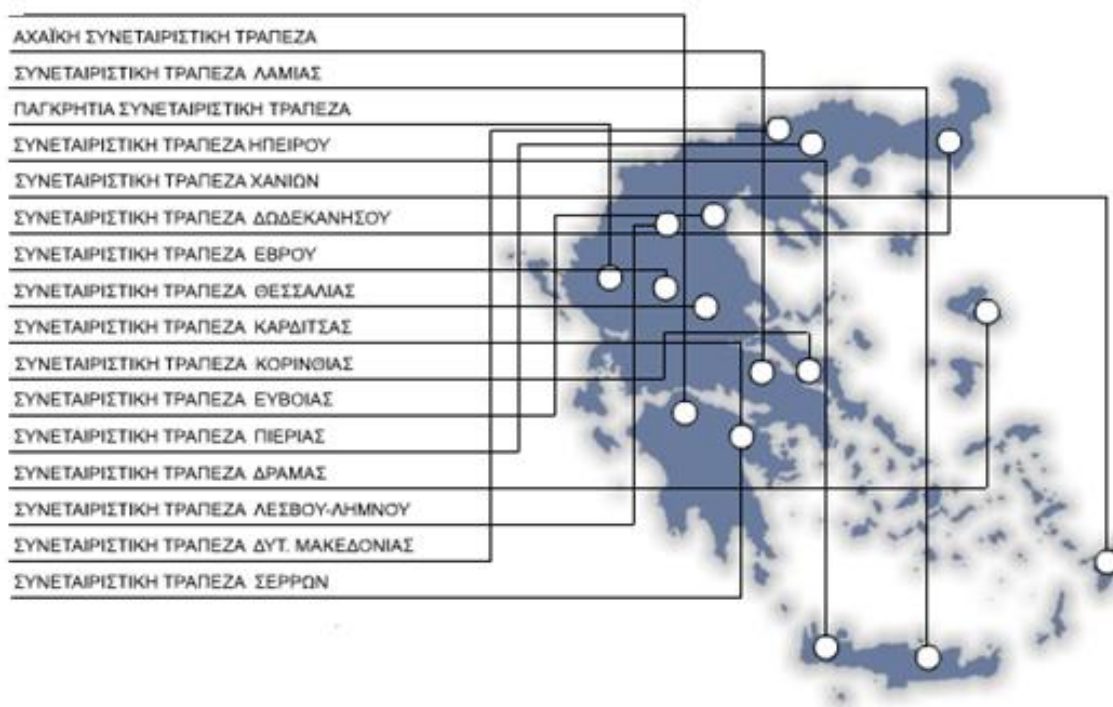 ΑΧΑΪΚΗ ΣΥΝΕΤΑΙΡΙΣΤΙΚΗ ΤΡΑΠΕΖΑ
ΣΥΝΕΤΑΙΡΙΣΤΙΚΗ ΤΡΑΠΕΖΑ ΛΑΜΙΑΣ
ΠΑΓΚΡΗΤΙΑ ΣΥΝΕΤΑΙΡΙΣΤΙΚΗ ΤΡΑΠΕΖΑ
ΣΥΝΕΤΑΙΡΙΣΤΙΚΗ ΤΡΑΠΕΖΑ ΗΠΕΙΡΟΥ
ΣΥΝΕΤΑΙΡΙΣΤΙΚΗ ΤΡΑΠΕΖΑ ΧΑΝΙΩΝ
ΣΥΝΕΤΑΙΡΙΣΤΙΚΗ ΤΡΑΠΕΖΑ ΔΩΔΕΚΑΝΗΣΟΥ
ΣΥΝΕΤΑΙΡΙΣΤΙΚΗ ΤΡΑΠΕΖΑ ΕΒΡΟΥ
ΣΥΝΕΤΑΙΡΙΣΤΙΚΗ ΤΡΑΠΕΖΑ ΘΕΣΣΑΛΙΑΣ
ΣΥΝΕΤΑΙΡΙΣΤΙΚΗ ΤΡΑΠΕΖΑ ΚΑΡΔΙΤΣΑΣ
ΣΥΝΕΤΑΙΡΙΣΤΙΚΗ ΤΡΑΠΕΖΑ ΚΟΡΙΝΘΙΑΣ
ΣΥΝΕΤΑΙΡΙΣΤΙΚΗ ΤΡΑΠΕΖΑ ΕΥΒΟΙΑΣ
ΣΥΝΕΤΑΙΡΙΣΤΙΚΗ ΤΡΑΠΕΖΑ ΠΙΕΡΙΑΣ
ΣΥΝΕΤΑΙΡΙΣΤΙΚΗ ΤΡΑΠΕΖΑ ΔΡΑΜΑΣ
ΣΥΝΕΤΑΙΡΙΣΤΙΚΗ ΤΡΑΠΕΖΑ ΛΕΣΒΟΥ-ΛΗΜΝΟΥ
ΣΥΝΕΤΑΙΡΙΣΤΙΚΗ ΤΡΑΠΕΖΑ ΔΥΤ. ΜΑΚΕΔΟΝΙΑΣ
ΣΥΝΕΤΑΙΡΙΣΤΙΚΗ ΤΡΑΠΕΖΑ ΣΕΡΡΩΝ